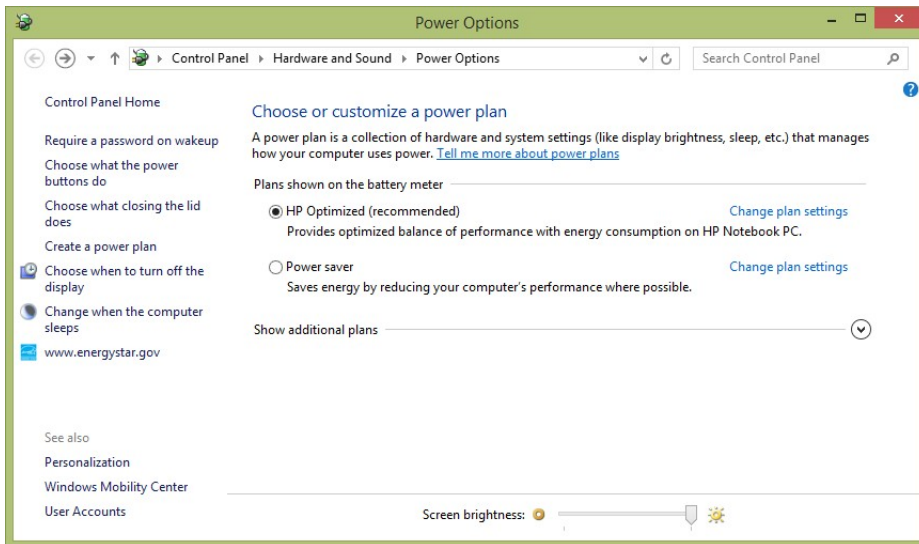 Power Options
Control Panel Hardware and Sound Power Options
Search Control Panel
Control Panel Home
Require a password on wakeup
Choose what the power
buttons do
Choose what closing the lid
does
Create a power plan
Choose when to turn off the
display
Change when the computer
sleeps
www.energystar.gov
See also
Personalization
Windows Mobility Center
User Accounts
Choose or customize a power plan
A power plan is a collection of hardware and system settings (like display brightness, sleep, etc.) that manages
how your computer uses power. Tell me more about power plans
Plans shown on the battery meter
HP Optimized (recommended) Change plan settings
Provides optimized balance of performance with energy consumption on HP Notebook PC.
Power saver Change plan settings
Saves energy by reducing your computer's performance where possible.
Show additional plans
Screen brightness: